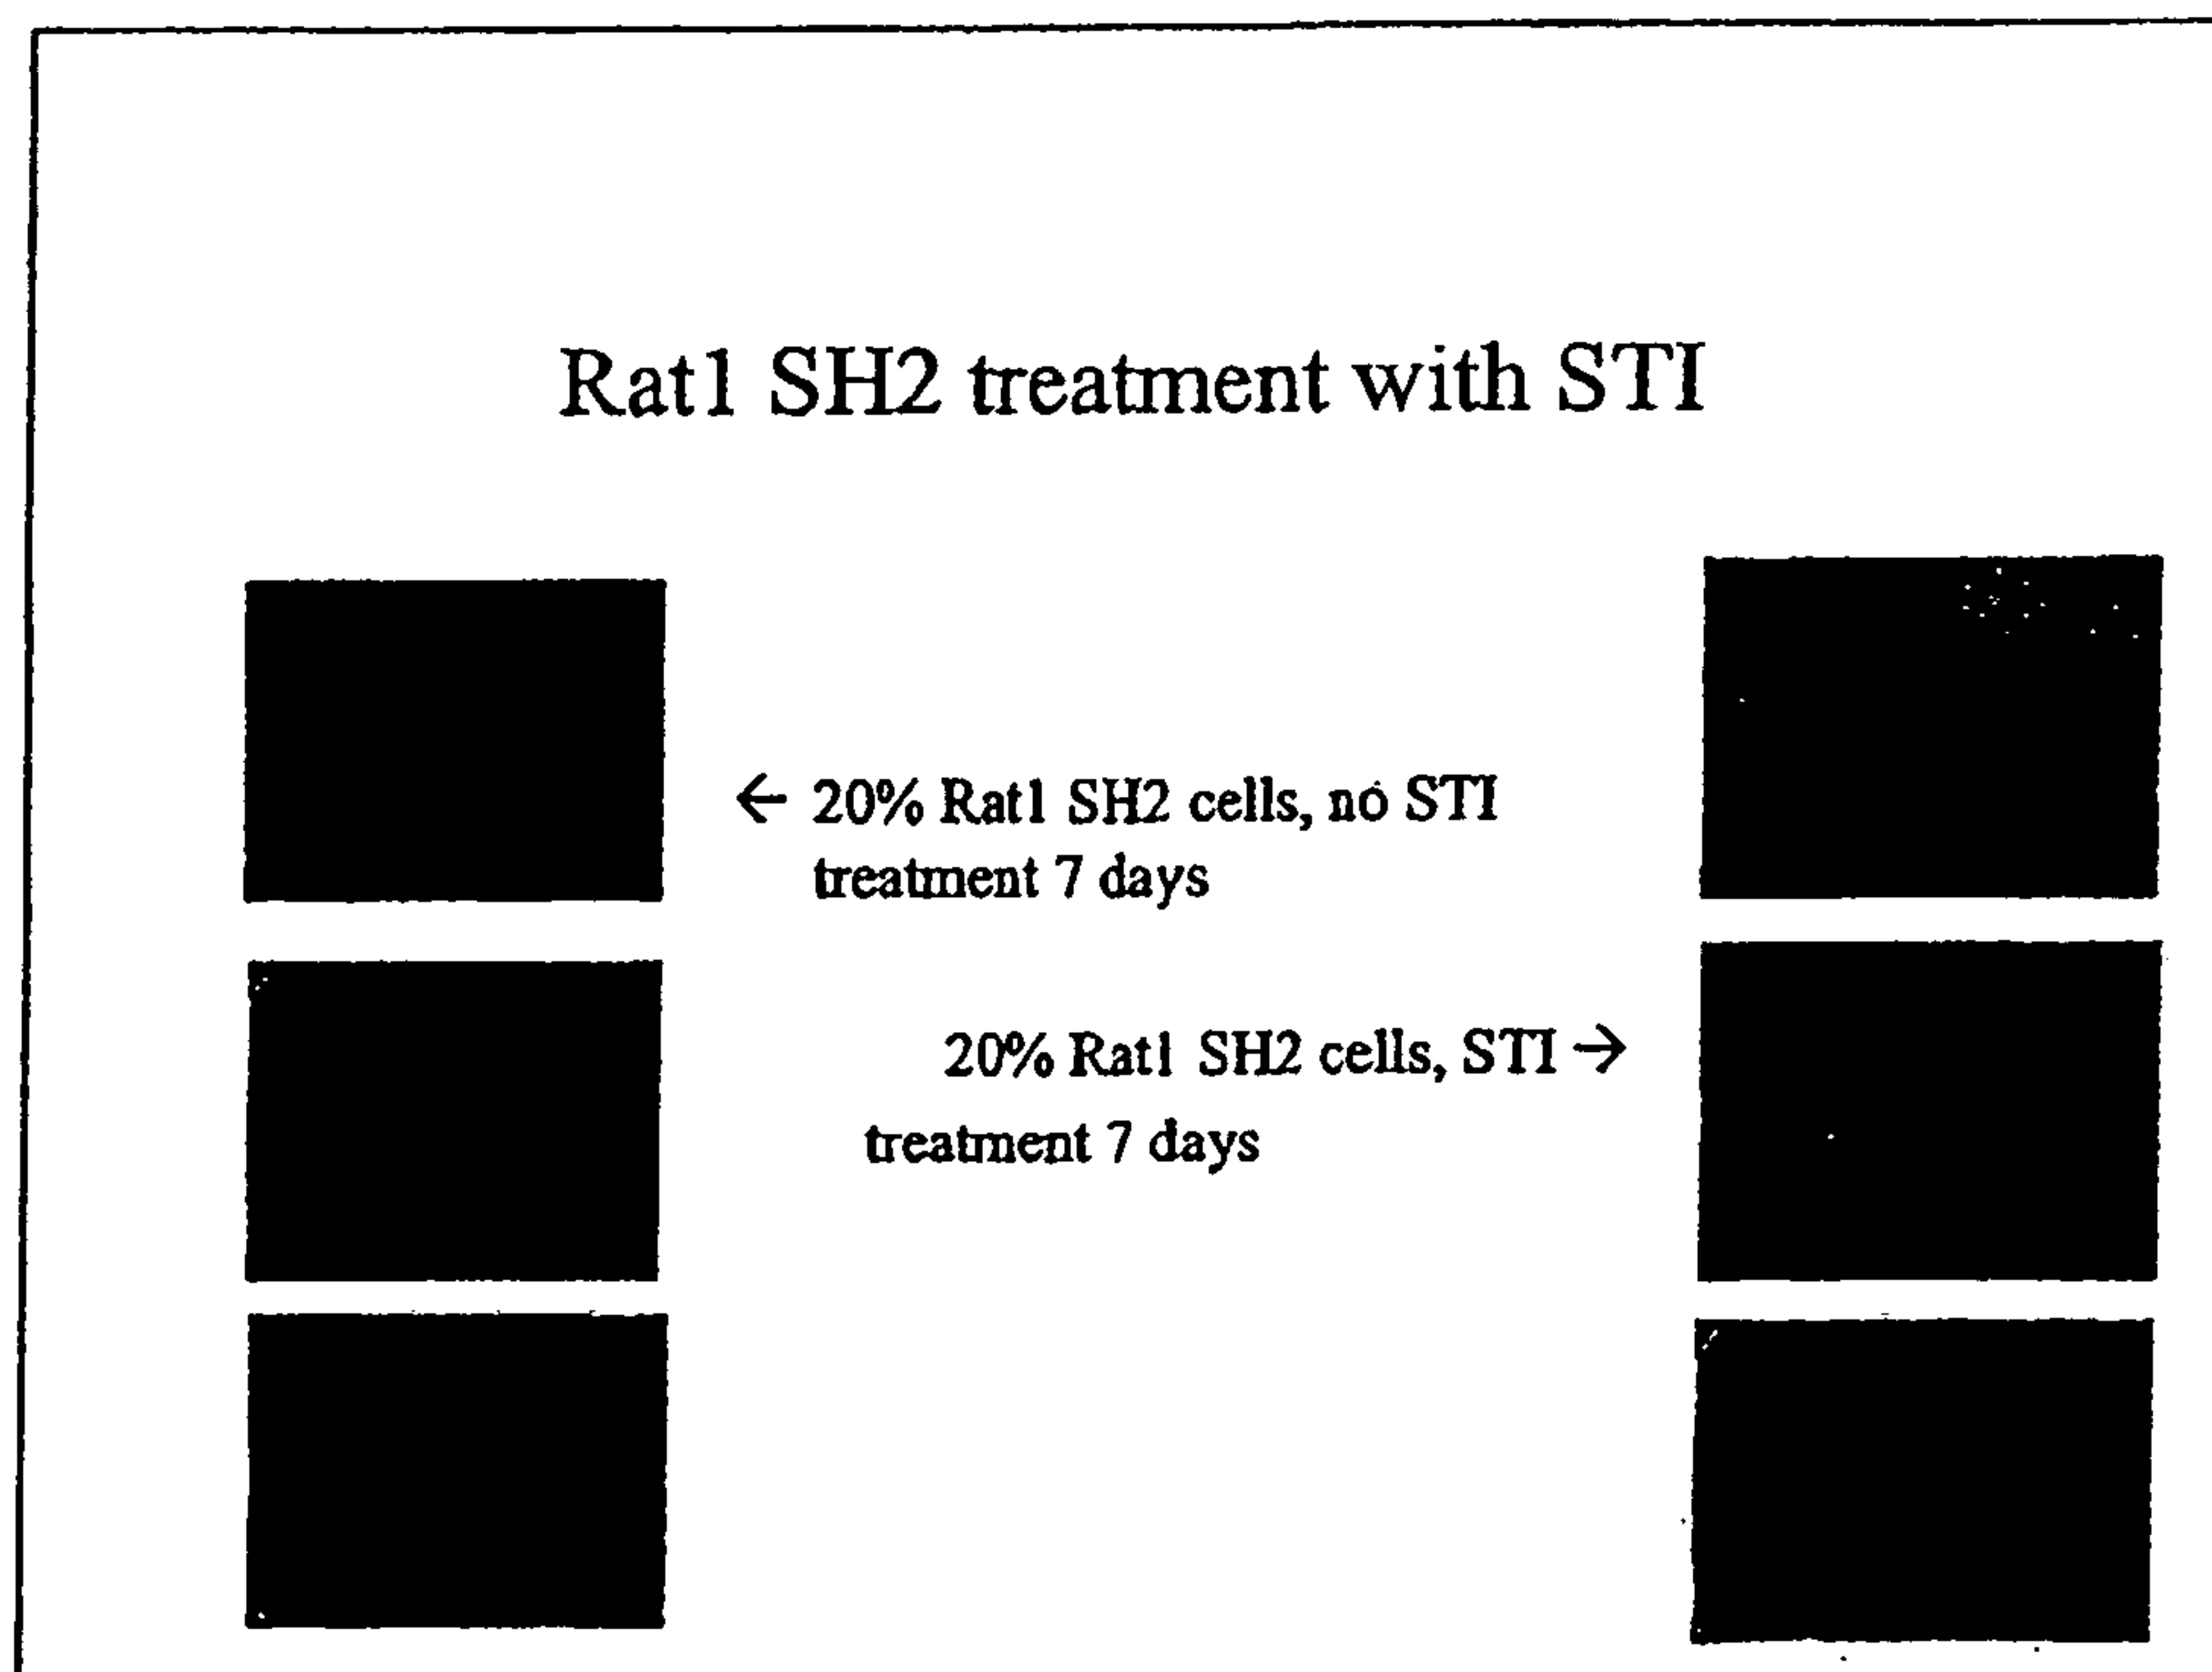 Rat1 SH2 treatment with STI
← 20% Rat1 SH2 cells, no STI
treatment 7 days
20% Rat1 SH2 cells, STI →
treatment 7 days